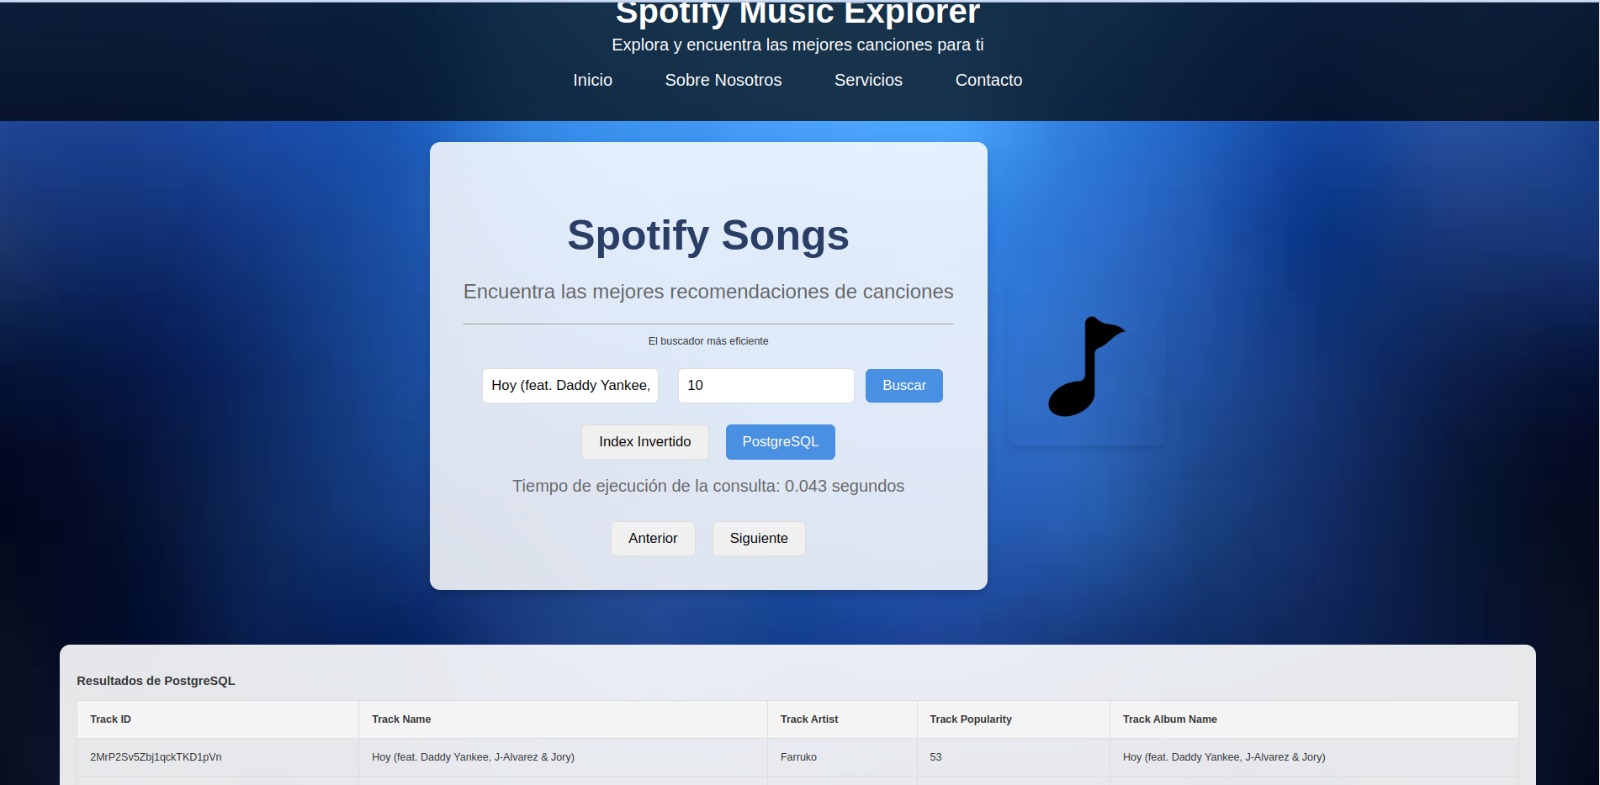 Spotify Music Explorer
Explora y encuentra las mejores canciones para ti
Inicio Sobre Nosotros Servicios Contacto
Spotify Songs
Encuentra las mejores recomendaciones de canciones
El buscador más eficiente
Hoy (feat. Daddy Yankee, 10 Buscar
Index Invertido PostgreSQL
Tiempo de ejecución de la consulta: 0.043 segundos
Anterior Siguiente
Resultados de PostgreSQL
Track ID Track Name Track Artist Track Popularity Track Album Name
2MrP2Sv5Zbj1qckTKD1pVn Hoy (feat. Daddy Yankee, J-Alvarez & Jory) Farruko 53 Hoy (feat. Daddy Yankee, J-Alvarez & Jory)